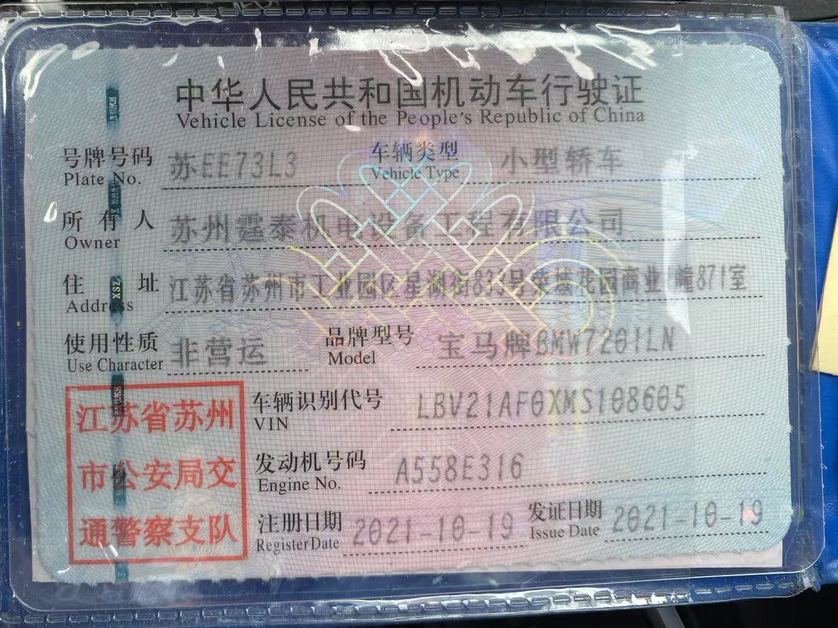 中华人民共和国机动车行驶证
Vehicle License of the People's Republic of China
号牌号码 苏EE73L3 车辆类型 小型轿车
Plate No. Vehicle Type
所有人 苏州霆泰机电设备工程有限公司
Owner
住址 江苏省苏州市工业园区星湖街 号 花园商业 幢871室
Address
使用性质 非营运 品牌型号 宝马牌BMW7201LN
Use Character Model
江苏省苏州 车辆识别代号 LBV21AF0XMS108605
VIN
市公安局交 发动机号码 A558E316
Engine No.
通警察支队 注册日期 2021-10-19 发证日期 2021-10-19
Register Date Issue Date